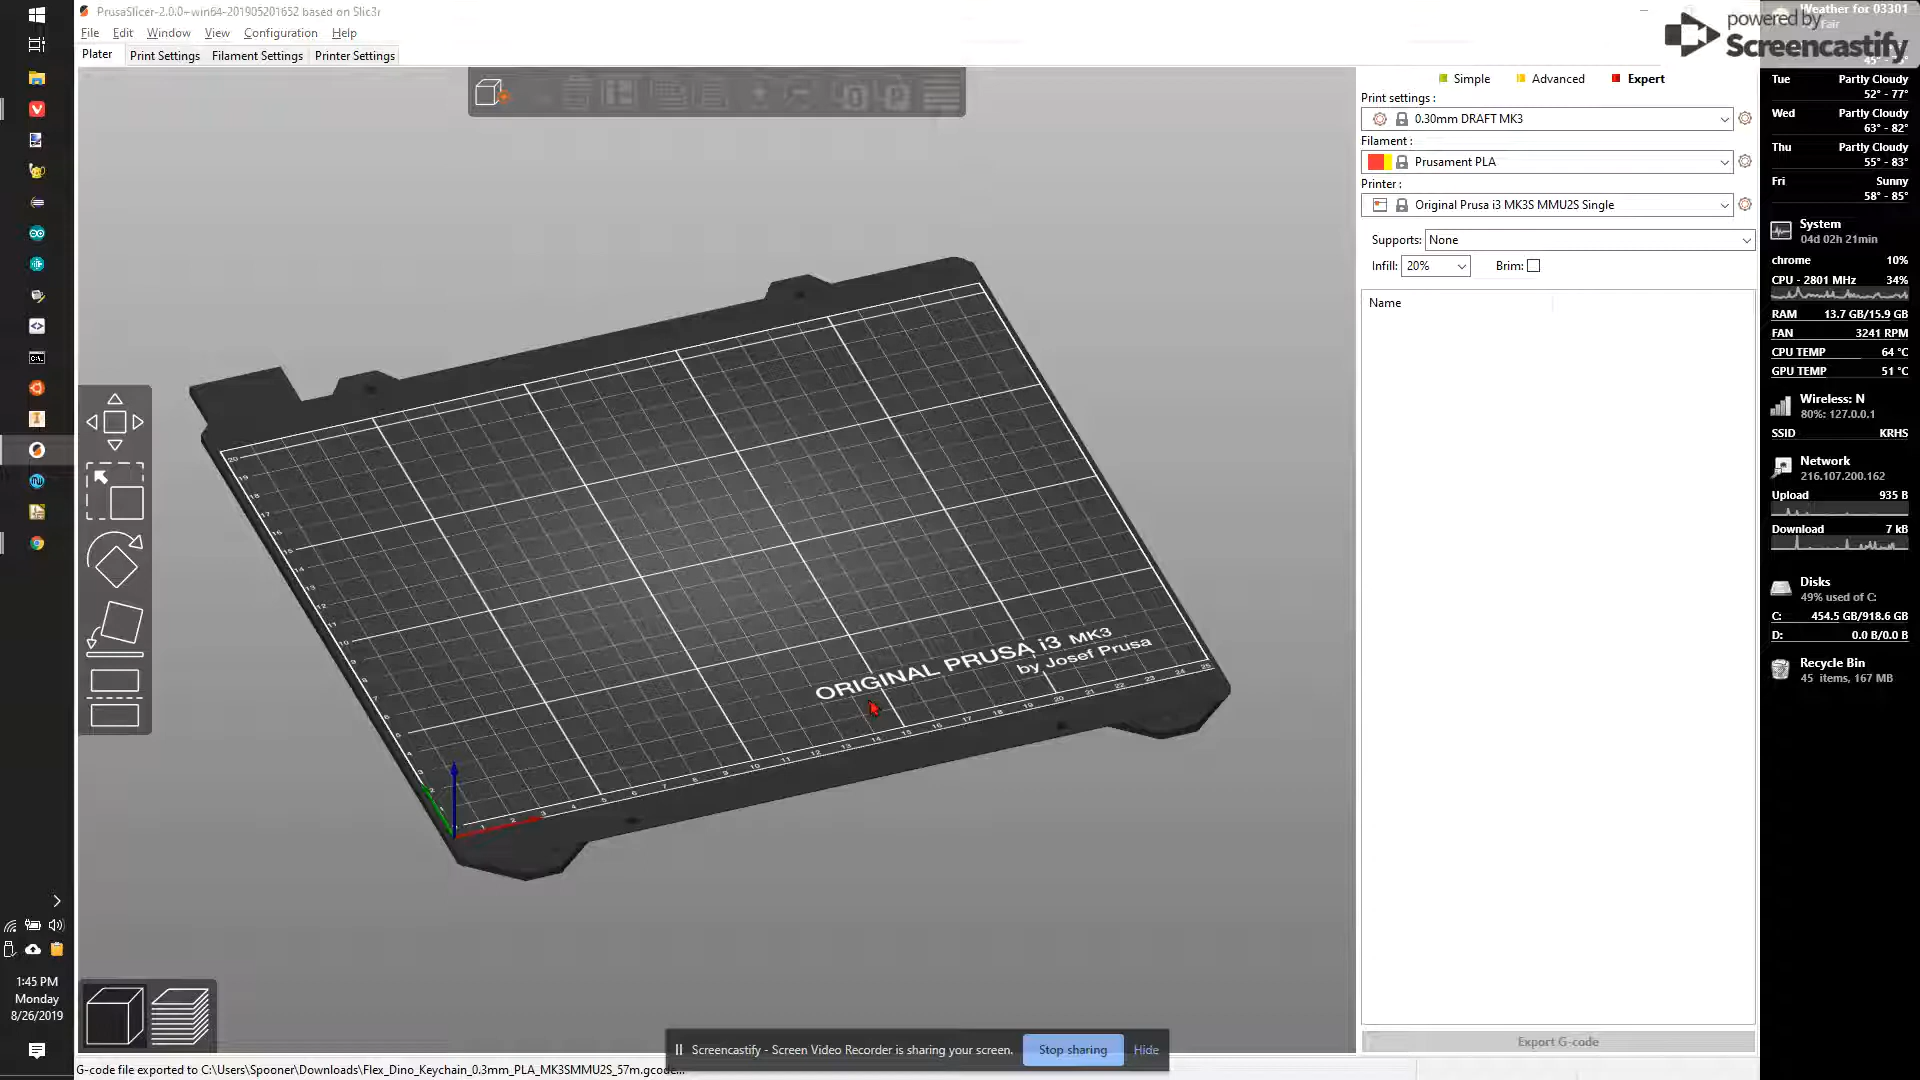 PrusaSlicer-2.0.0+win64-201905201652 based on Slic3r
File Edit Window View Configuration Help
Plater Print Settings Filament Settings Printer Settings
powered by
Screencastify
Weather for 03301
Fair
Simple Advanced Expert
Print settings :
0.30mm DRAFT MK3
Filament :
Prusament PLA
Printer :
Original Prusa i3 MK3S MMU2S Single
Supports: None
Infill: 20% Brim:
Name
ORIGINAL PRUSA i3 MK3
by Josef Prusa
Export G-code
Tue Partly Cloudy
52° - 77°
Wed Partly Cloudy
63° - 82°
Thu Partly Cloudy
55° - 83°
Fri Sunny
58° - 85°
System
04d 02h 21min
chrome 10%
CPU - 2801 MHz 34%
RAM 13.7 GB/15.9 GB
FAN 3241 RPM
CPU TEMP 64 °C
GPU TEMP 51 °C
Wireless: N
80%: 127.0.0.1
SSID KRHS
Network
216.107.200.162
Upload 935 B
Download 7 kB
Disks
49% used of C:
C: 454.5 GB/918.6 GB
D: 0.0 B/0.0 B
Recycle Bin
45 items, 167 MB
1:45 PM
Monday
8/26/2019
Screencastify - Screen Video Recorder is sharing your screen. Stop sharing Hide
G-code file exported to C:\Users\Spooner\Downloads\Flex_Dino_Keychain_0.3mm_PLA_MK3SMMU2S_57m.gcode...